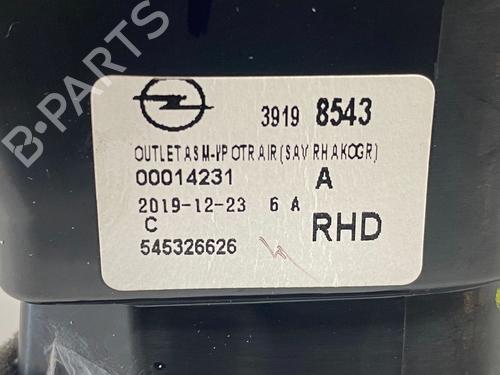 3919 8543
OUTLET ASM-I/P OTR AIR (SAV RH AKOGR)
00014231 A
2019-12-23 6 A
C RHD
545326626
B-PARTS